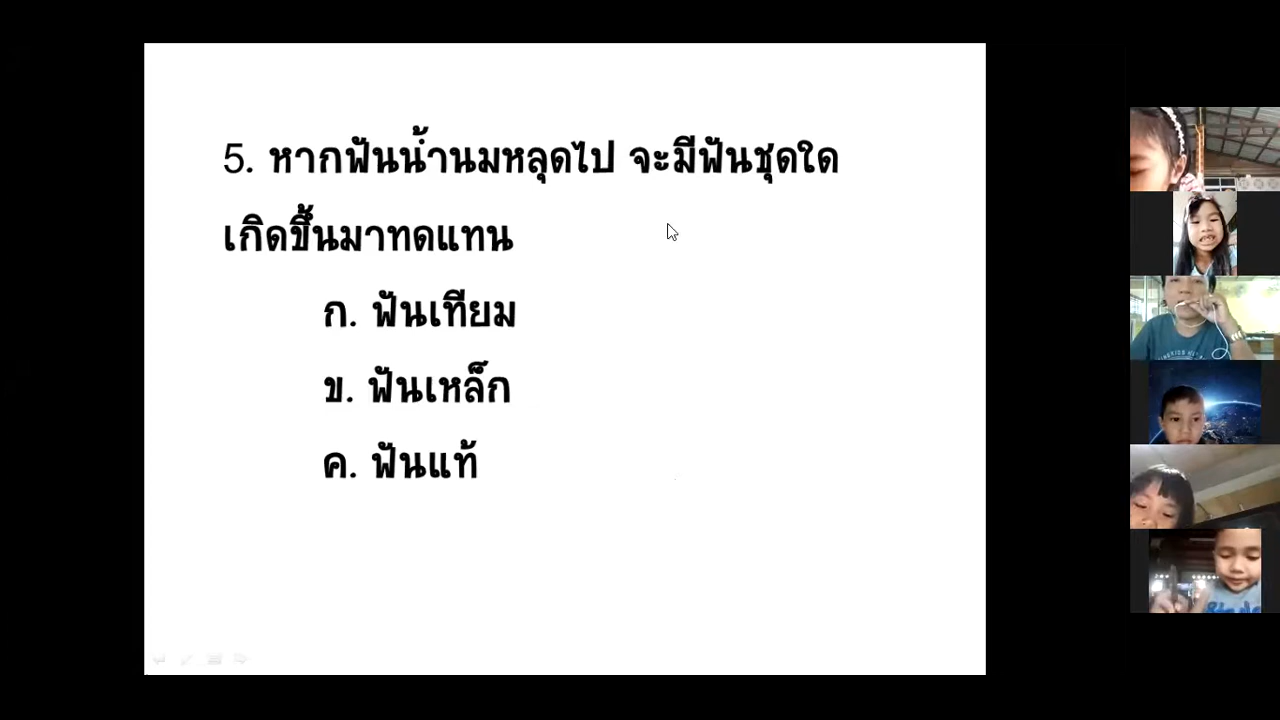 5. หากฟันน้ำนมหลุดไป จะมีฟันชุดใด
เกิดขึ้นมาทดแทน
ก. ฟันเทียม
ข. ฟันเหล็ก
ค. ฟันแท้